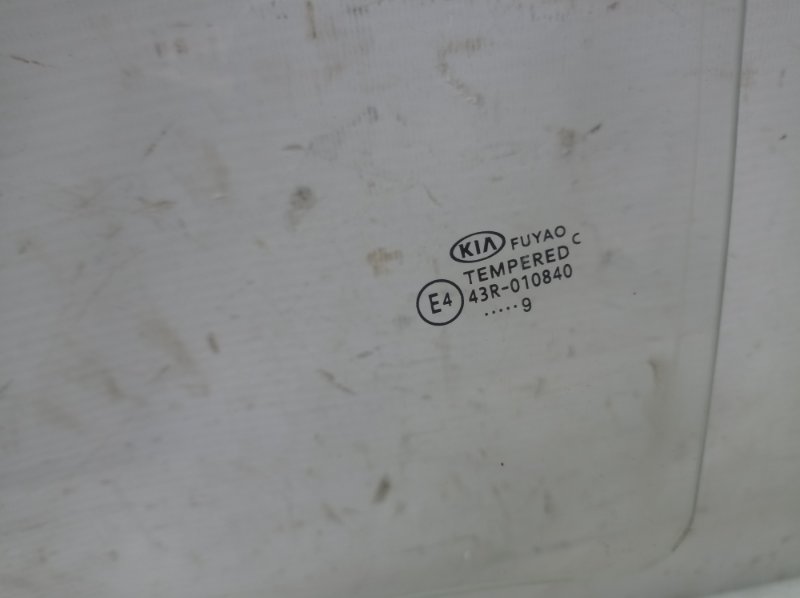 KIA FUYAO C
TEMPERED
E4 43R-010840
.....9